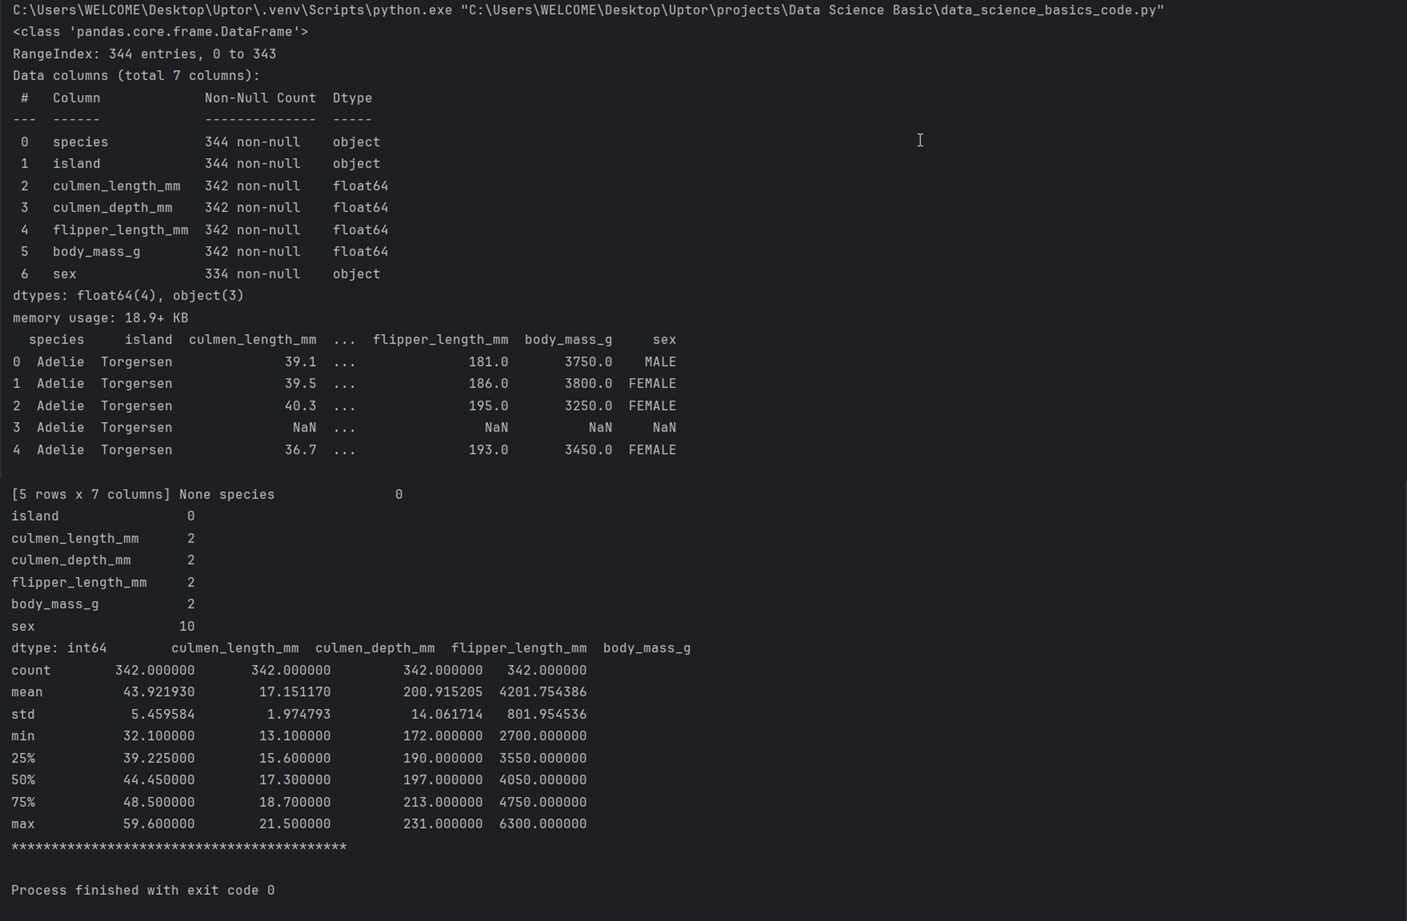 C:\Users\WELCOME\Desktop\Uptor\.venv\Scripts\python.exe "C:\Users\WELCOME\Desktop\Uptor\projects\Data Science Basic\data_science_basics_code.py"
<class 'pandas.core.frame.DataFrame'>
RangeIndex: 344 entries, 0 to 343
Data columns (total 7 columns):
 #   Column             Non-Null Count  Dtype
---  ------             --------------  -----
 0   species            344 non-null    object
 1   island             344 non-null    object
 2   culmen_length_mm   342 non-null    float64
 3   culmen_depth_mm    342 non-null    float64
 4   flipper_length_mm  342 non-null    float64
 5   body_mass_g        342 non-null    float64
 6   sex                334 non-null    object
dtypes: float64(4), object(3)
memory usage: 18.9+ KB
  species     island  culmen_length_mm  ...  flipper_length_mm  body_mass_g     sex
0  Adelie  Torgersen              39.1  ...              181.0       3750.0    MALE
1  Adelie  Torgersen              39.5  ...              186.0       3800.0  FEMALE
2  Adelie  Torgersen              40.3  ...              195.0       3250.0  FEMALE
3  Adelie  Torgersen               NaN  ...                NaN          NaN     NaN
4  Adelie  Torgersen              36.7  ...              193.0       3450.0  FEMALE
[5 rows x 7 columns] None species               0
island                0
culmen_length_mm      2
culmen_depth_mm       2
flipper_length_mm     2
body_mass_g           2
sex                  10
dtype: int64        culmen_length_mm  culmen_depth_mm  flipper_length_mm  body_mass_g
count        342.000000       342.000000         342.000000   342.000000
mean          43.921930        17.151170         200.915205  4201.754386
std            5.459584         1.974793          14.061714   801.954536
min           32.100000        13.100000         172.000000  2700.000000
25%           39.225000        15.600000         190.000000  3550.000000
50%           44.450000        17.300000         197.000000  4050.000000
75%           48.500000        18.700000         213.000000  4750.000000
max           59.600000        21.500000         231.000000  6300.000000
******************************************
Process finished with exit code 0